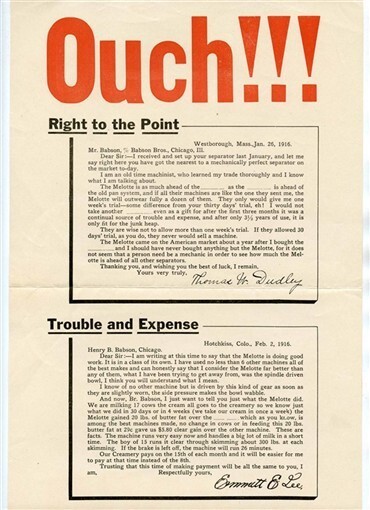 Ouch!!!
Right to the Point
Westborough, Mass., Jan. 26, 1916.
Mr. Babson, % Babson Bros., Chicago, Ill.
Dear Sir:—I received and set up your separator last January, and let me
say right here you have got the nearest to a mechanically perfect separator on
the market to-day.
I am an old time machinist, who learned my trade thoroughly and I know
what I am talking about.
The Melotte is as much ahead of the ______ as the ______ is ahead of
the old pan system, and if all their machines are like the one they sent me, the
Melotte will outwear fully a dozen of them. They only would give me one
week's trial—some difference from your thirty days' trial, eh! I would not
take another ______ even as a gift for after the first three months it was a
continual source of trouble and expense, and after only 3½ years of use, it is
only fit for the junk heap.
They are wise not to allow more than one week's trial. If they allowed 30
days' trial, as you do, they never would sell a machine.
The Melotte came on the American market about a year after I bought the
______ and I should never have bought anything but the Melotte, for it does
not seem that a person need be a mechanic in order to see how much the Mel-
otte is ahead of all other separators.
Thanking you, and wishing you the best of luck, I remain,
Yours very truly,
Thomas W. Dudley
Trouble and Expense
Hotchkiss, Colo., Feb. 2, 1916.
Henry B. Babson, Chicago.
Dear Sir:—I am writing at this time to say that the Melotte is doing good
work. It is in a class of its own. I have used no less than 6 other machines all of
the best makes and can honestly say that I consider the Melotte far better than
any of them, what I have been trying to get away from, was the spindle driven
bowl, I think you will understand what I mean.
I know of no other machine but is driven by this kind of gear as soon as
they are slightly worn, the side pressure makes the bowl wabble.
And now, Br. Babson, I just want to tell you just what the Melotte did.
We are milking 17 cows the cream all goes to the creamery so we know just
what we did in 30 days or in 4 weeks (we take our cream in once a week) the
Melotte gained 20 lbs. of butter fat over the ______ which as you know, is
among the best machines made, no change in cows or in feeding this 20 lbs.
butter fat at 29c gave us $5.80 clear gain over the other machine. These are
facts. The machine runs very easy now and handles a big lot of milk in a short
time. The boy of 13 runs it clear through skimming about 300 lbs. at each
skimming. If the brake is left off, the machine will run 26 minutes.
Our Creamery pays on the 15th of each month and it will be easier for me
to pay at that time instead of the 8th.
Trusting that this time of making payment will be all the same to you, I
am, Respectfully yours,
Emmett E. Lee